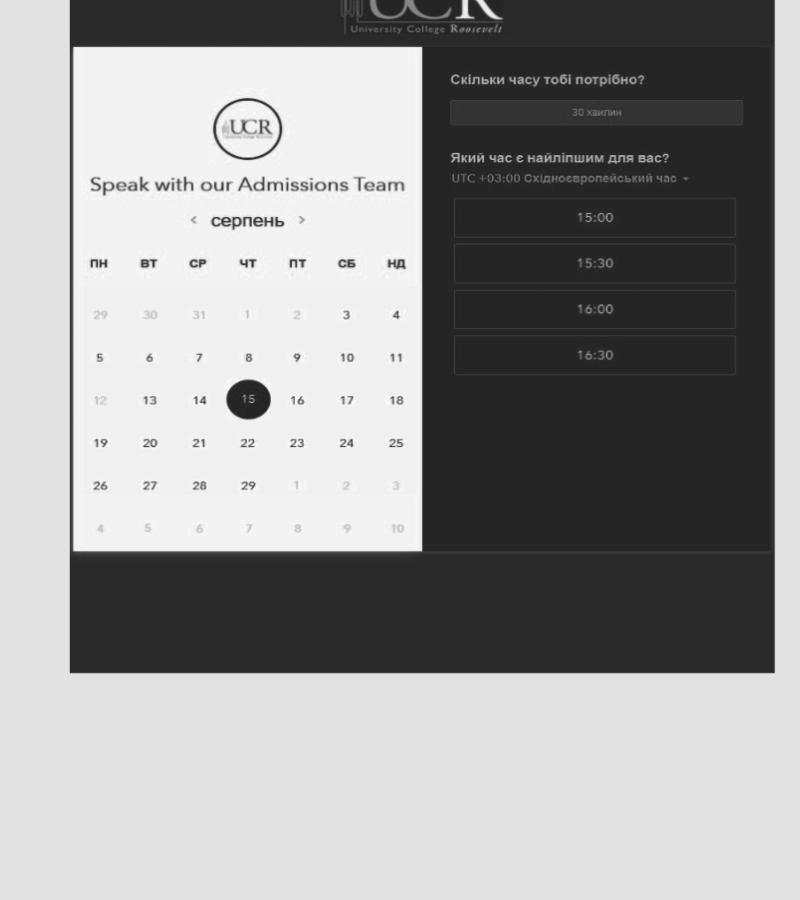 UCR
University College Roosevelt
UCR
Speak with our Admissions Team
< серпень >
ПН ВТ СР ЧТ ПТ СБ НД
29 30 31 1 2 3 4
5 6 7 8 9 10 11
12 13 14 15 16 17 18
19 20 21 22 23 24 25
26 27 28 29 1 2 3
4 5 6 7 8 9 10
Скільки часу тобі потрібно?
30 хвилин
Який час є найліпшим для вас?
UTC +03:00 Східноєвропейський час
15:00
15:30
16:00
16:30